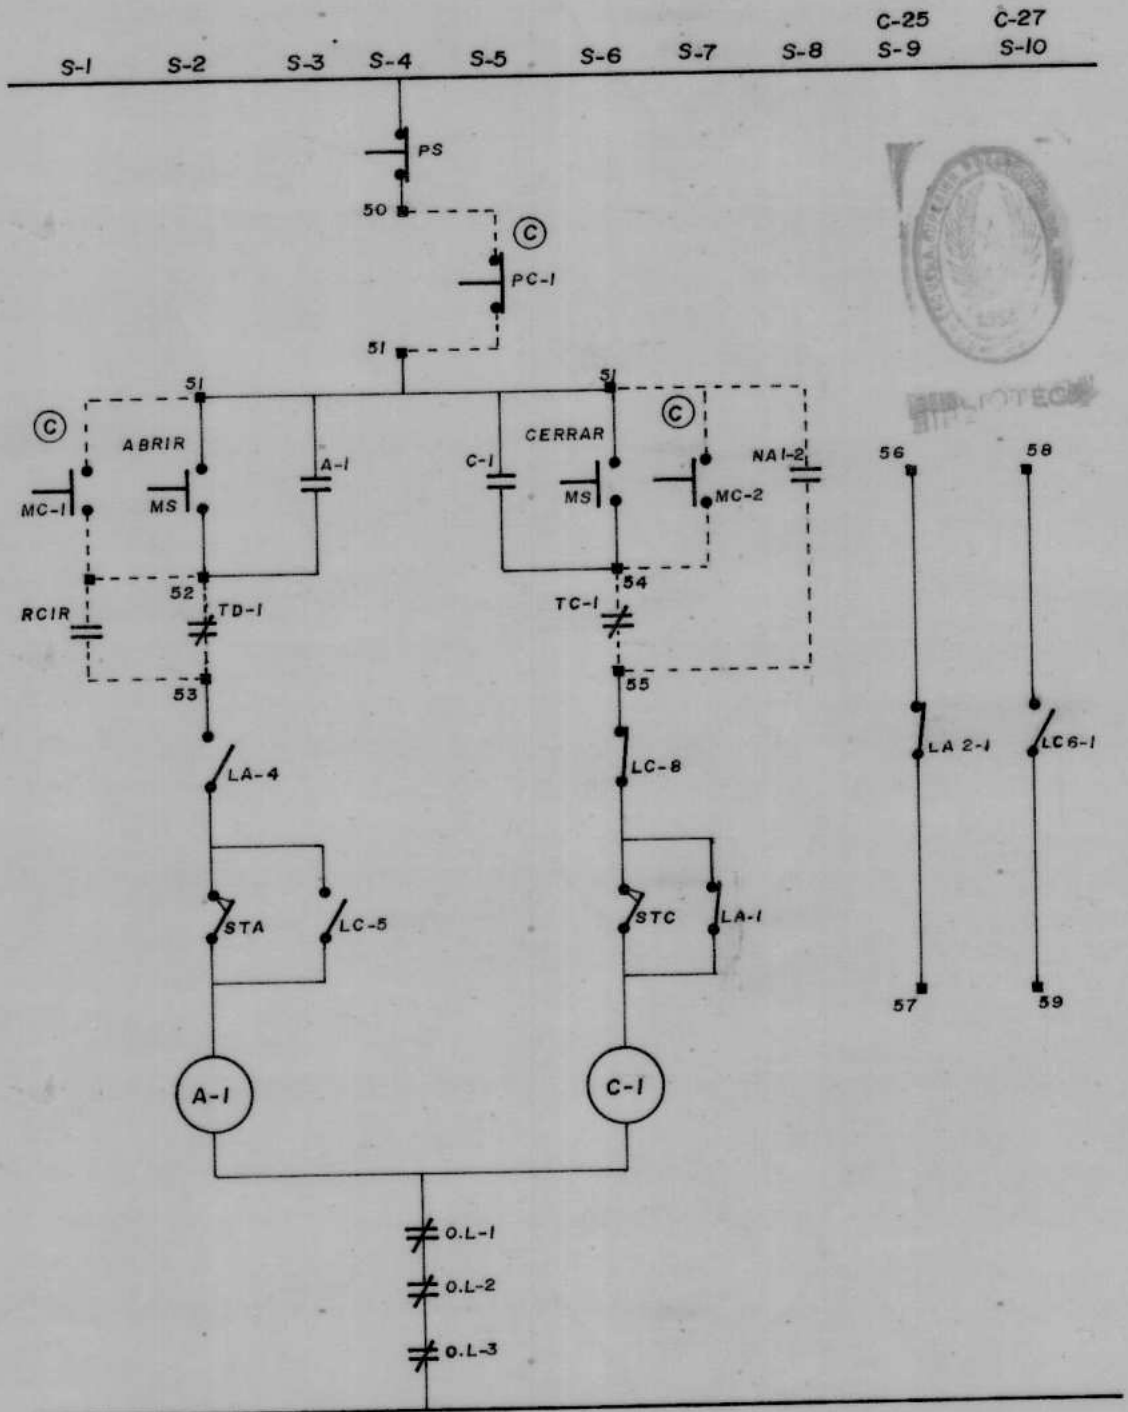 C-25 C-27
S-1 S-2 S-3 S-4 S-5 S-6 S-7 S-8 S-9 S-10
PS
50
C
PC-1
51
51
51
C
ABRIR
CERRAR
C
A-1
C-1
NA1-2
56
58
MC-1
MS
MS
MC-2
52
54
RCIR
TD-1
TC-1
53
55
LA-4
LC-8
LA 2-1
LC6-1
STA
LC-5
STC
LA-1
57
59
A-1
C-1
O.L-1
O.L-2
O.L-3